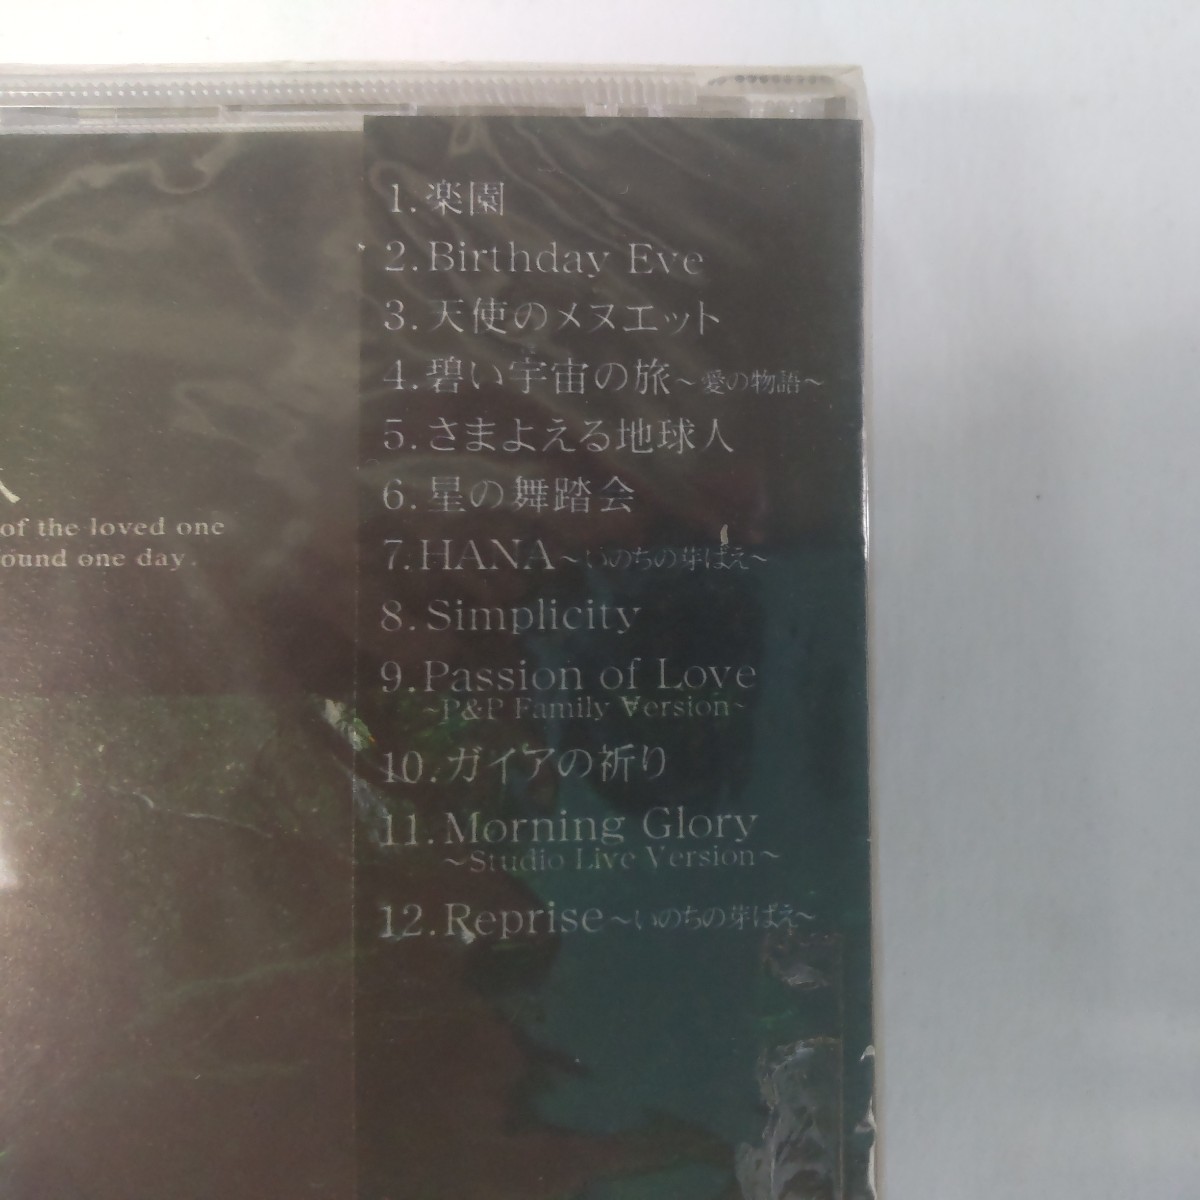 1.楽園
2.Birthday Eve
3.天使のメヌエット
4.碧い宇宙の旅～愛の物語～
5.さまよえる地球人
6.星の舞踏会
7.HANA～いのちの芽ばえ～
8.Simplicity
9.Passion of Love
~P&P Family Version~
10.ガイアの祈り
11.Morning Glory
～Studio Live Version～
12.Reprise～いのちの芽ばえ～
of the loved one
ound one day.